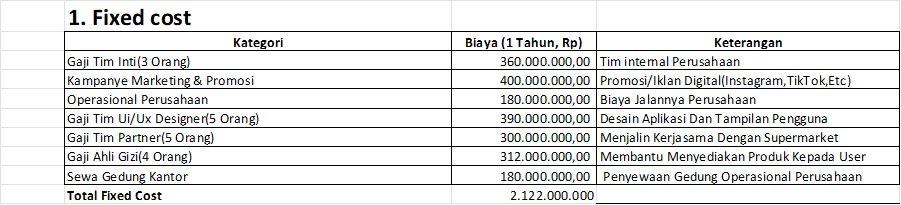 1. Fixed cost
Kategori Biaya (1 Tahun, Rp) Keterangan
Gaji Tim Inti(3 Orang) 360.000.000,00 Tim internal Perusahaan
Kampanye Marketing & Promosi 400.000.000,00 Promosi/Iklan Digital(Instagram,TikTok,Etc)
Operasional Perusahaan 180.000.000,00 Biaya Jalannya Perusahaan
Gaji Tim Ui/Ux Designer(5 Orang) 390.000.000,00 Desain Aplikasi Dan Tampilan Pengguna
Gaji Tim Partner(5 Orang) 300.000.000,00 Menjalin Kerjasama Dengan Supermarket
Gaji Ahli Gizi(4 Orang) 312.000.000,00 Membantu Menyediakan Produk Kepada User
Sewa Gedung Kantor 180.000.000,00 Penyewaan Gedung Operasional Perusahaan
Total Fixed Cost 2.122.000.000